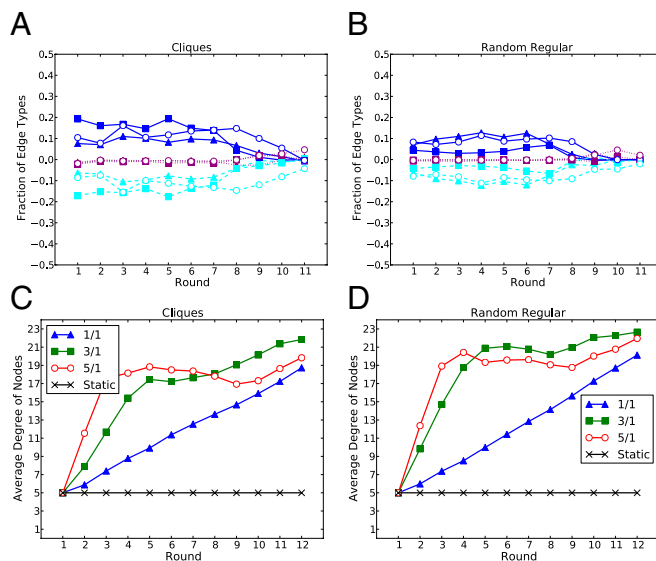 A
Cliques
0.5
0.4
0.3
0.2
0.1
0.0
−0.1
−0.2
−0.3
−0.4
−0.5
Fraction of Edge Types
1 2 3 4 5 6 7 8 9 10 11
Round
B
Random Regular
0.5
0.4
0.3
0.2
0.1
0.0
−0.1
−0.2
−0.3
−0.4
−0.5
Fraction of Edge Types
1 2 3 4 5 6 7 8 9 10 11
Round
C
Cliques
23
21
19
17
15
13
11
9
7
5
3
1
Average Degree of Nodes
1/1
3/1
5/1
Static
1 2 3 4 5 6 7 8 9 10 11 12
Round
D
Random Regular
23
21
19
17
15
13
11
9
7
5
3
1
Average Degree of Nodes
1/1
3/1
5/1
Static
1 2 3 4 5 6 7 8 9 10 11 12
Round